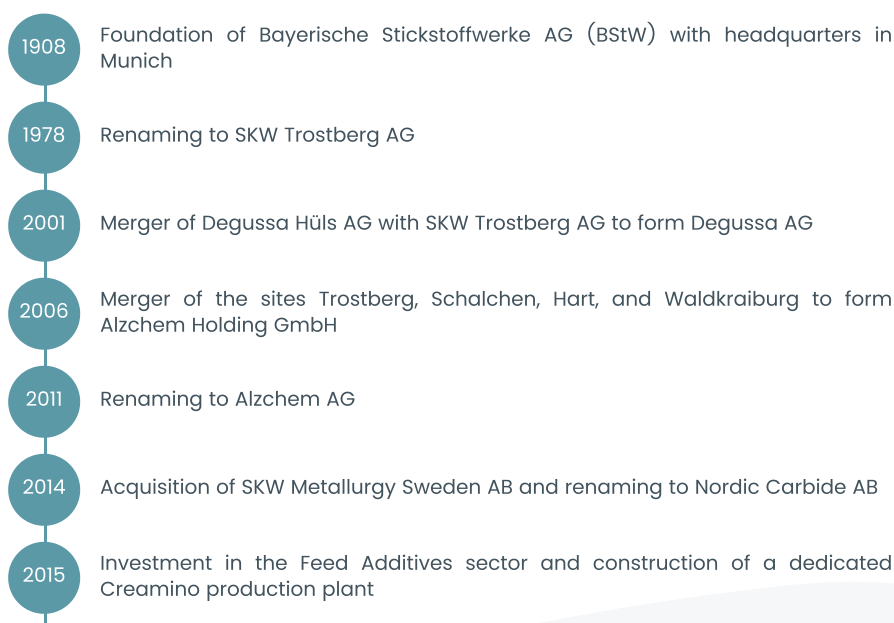 1908
Foundation of Bayerische Stickstoffwerke AG (BStW) with headquarters in
Munich
1978
Renaming to SKW Trostberg AG
2001
Merger of Degussa Hüls AG with SKW Trostberg AG to form Degussa AG
2006
Merger of the sites Trostberg, Schalchen, Hart, and Waldkraiburg to form
Alzchem Holding GmbH
2011
Renaming to Alzchem AG
2014
Acquisition of SKW Metallurgy Sweden AB and renaming to Nordic Carbide AB
2015
Investment in the Feed Additives sector and construction of a dedicated
Creamino production plant